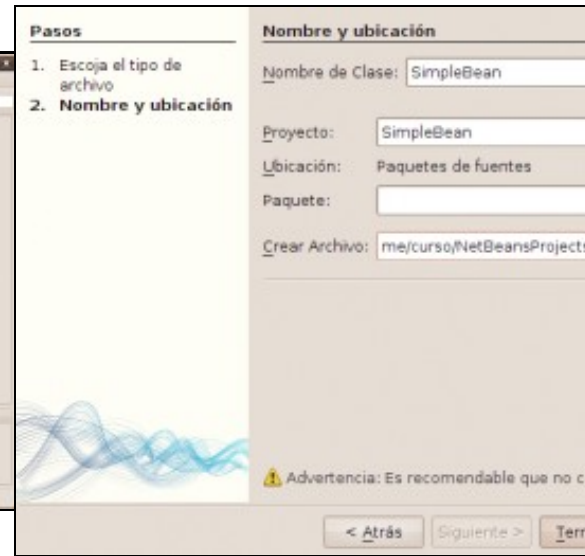 Pasos
1. Escoja el tipo de
archivo
2. Nombre y ubicación
Nombre y ubicación
Nombre de Clase: SimpleBean
Proyecto: SimpleBean
Ubicación: Paquetes de fuentes
Paquete:
Crear Archivo: me/curso/NetBeansProjects
Advertencia: Es recomendable que no c
< Atrás Siguiente > Terr